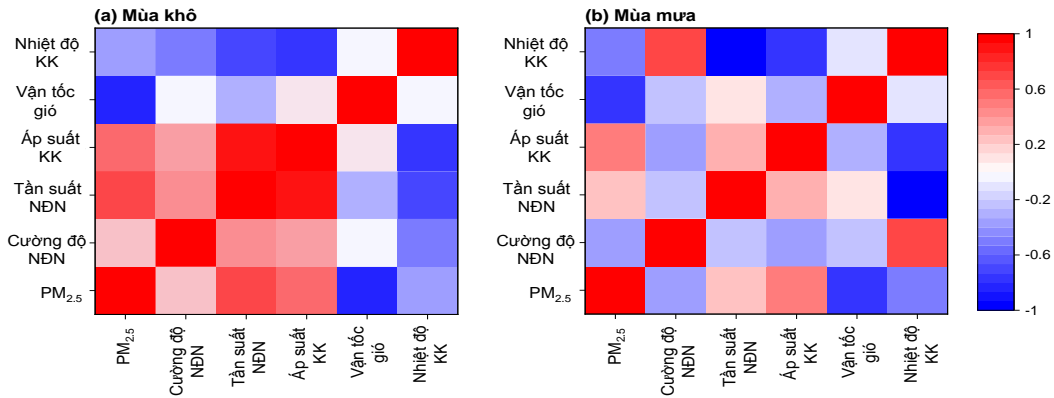 (a) Mùa khô
Nhiệt độ
KK
Vận tốc
gió
Áp suất
KK
Tần suất
NĐN
Cường độ
NĐN
PM2.5
PM2.5
Cường độ
NĐN
Tần suất
NĐN
Áp suất
KK
Vận tốc
gió
Nhiệt độ
KK
(b) Mùa mưa
Nhiệt độ
KK
Vận tốc
gió
Áp suất
KK
Tần suất
NĐN
Cường độ
NĐN
PM2.5
PM2.5
Cường độ
NĐN
Tần suất
NĐN
Áp suất
KK
Vận tốc
gió
Nhiệt độ
KK
1
0.6
0.2
-0.2
-0.6
-1